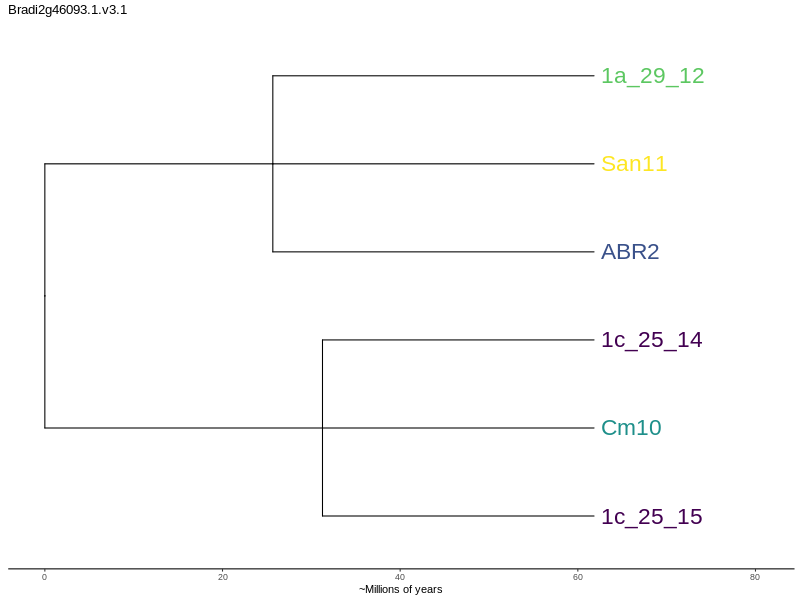 Bradi2g46093.1.v3.1
1a_29_12
San11
ABR2
1c_25_14
Cm10
1c_25_15
0 20 40 60 80
~Millions of years